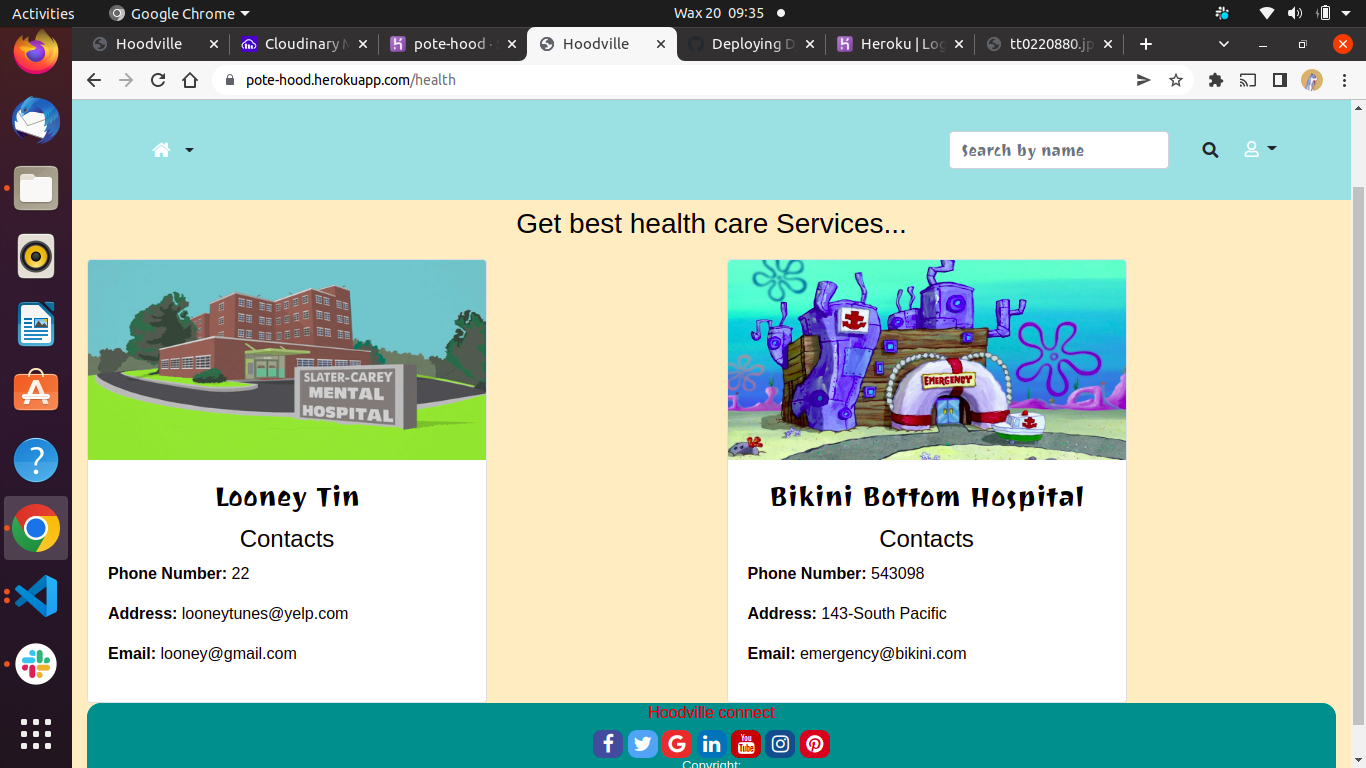 Activities
Google Chrome
Wax 20 09:35
Hoodville
Cloudinary
pote-hood
Hoodville
Deploying D
Heroku | Log
tt0220880.jp
pote-hood.herokuapp.com/health
Search by name
Get best health care Services...
SLATER-CAREY
MENTAL
HOSPITAL
Looney Tin
Contacts
Phone Number: 22
Address: looneytunes@yelp.com
Email: looney@gmail.com
EMERGENCY
Bikini Bottom Hospital
Contacts
Phone Number: 543098
Address: 143-South Pacific
Email: emergency@bikini.com
Hoodville connect
You
Tube
Copyright: